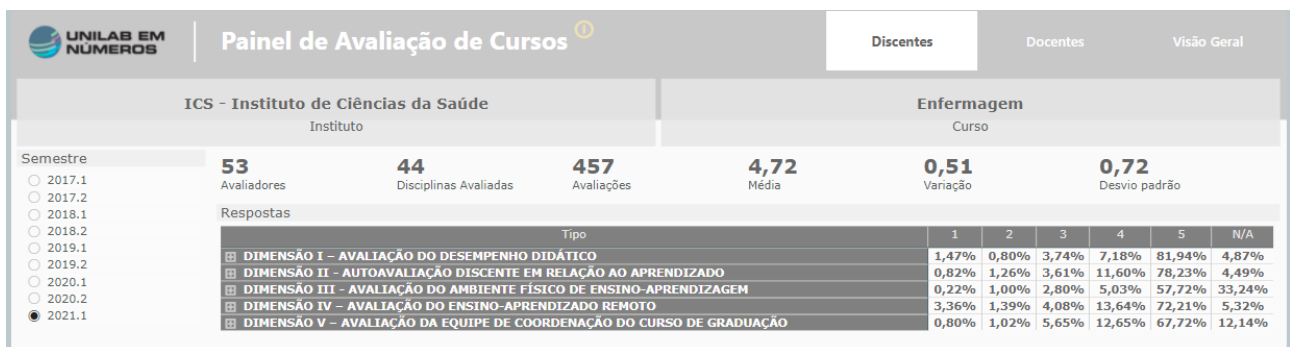 UNILAB EM
NÚMEROS
Painel de Avaliação de Cursos
Discentes
Docentes
Visão Geral
ICS - Instituto de Ciências da Saúde
Instituto
Enfermagem
Curso
Semestre
2017.1
2017.2
2018.1
2018.2
2019.1
2019.2
2020.1
2020.2
2021.1
53
Avaliadores
44
Disciplinas Avaliadas
457
Avaliações
4,72
Média
0,51
Variação
0,72
Desvio padrão
Respostas
Tipo 1 2 3 4 5 N/A
DIMENSÃO I – AVALIAÇÃO DO DESEMPENHO DIDÁTICO 1,47% 0,80% 3,74% 7,18% 81,94% 4,87%
DIMENSÃO II - AUTOAVALIAÇÃO DISCENTE EM RELAÇÃO AO APRENDIZADO 0,82% 1,26% 3,61% 11,60% 78,23% 4,49%
DIMENSÃO III - AVALIAÇÃO DO AMBIENTE FÍSICO DE ENSINO-APRENDIZAGEM 0,22% 1,00% 2,80% 5,03% 57,72% 33,24%
DIMENSÃO IV – AVALIAÇÃO DO ENSINO-APRENDIZADO REMOTO 3,36% 1,39% 4,08% 13,64% 72,21% 5,32%
DIMENSÃO V – AVALIAÇÃO DA EQUIPE DE COORDENAÇÃO DO CURSO DE GRADUAÇÃO 0,80% 1,02% 5,65% 12,65% 67,72% 12,14%